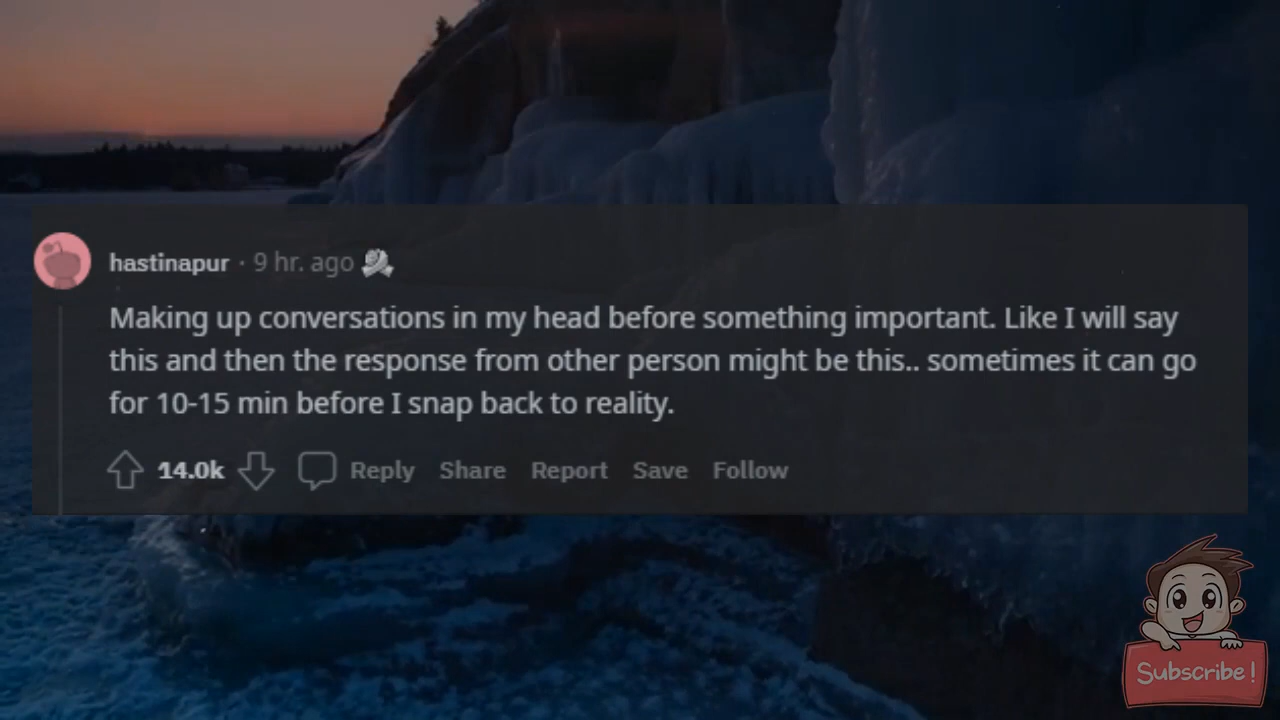 hastinapur · 9 hr. ago
Making up conversations in my head before something important. Like I will say
this and then the response from other person might be this.. sometimes it can go
for 10-15 min before I snap back to reality.
14.0k Reply Share Report Save Follow
Subscribe!